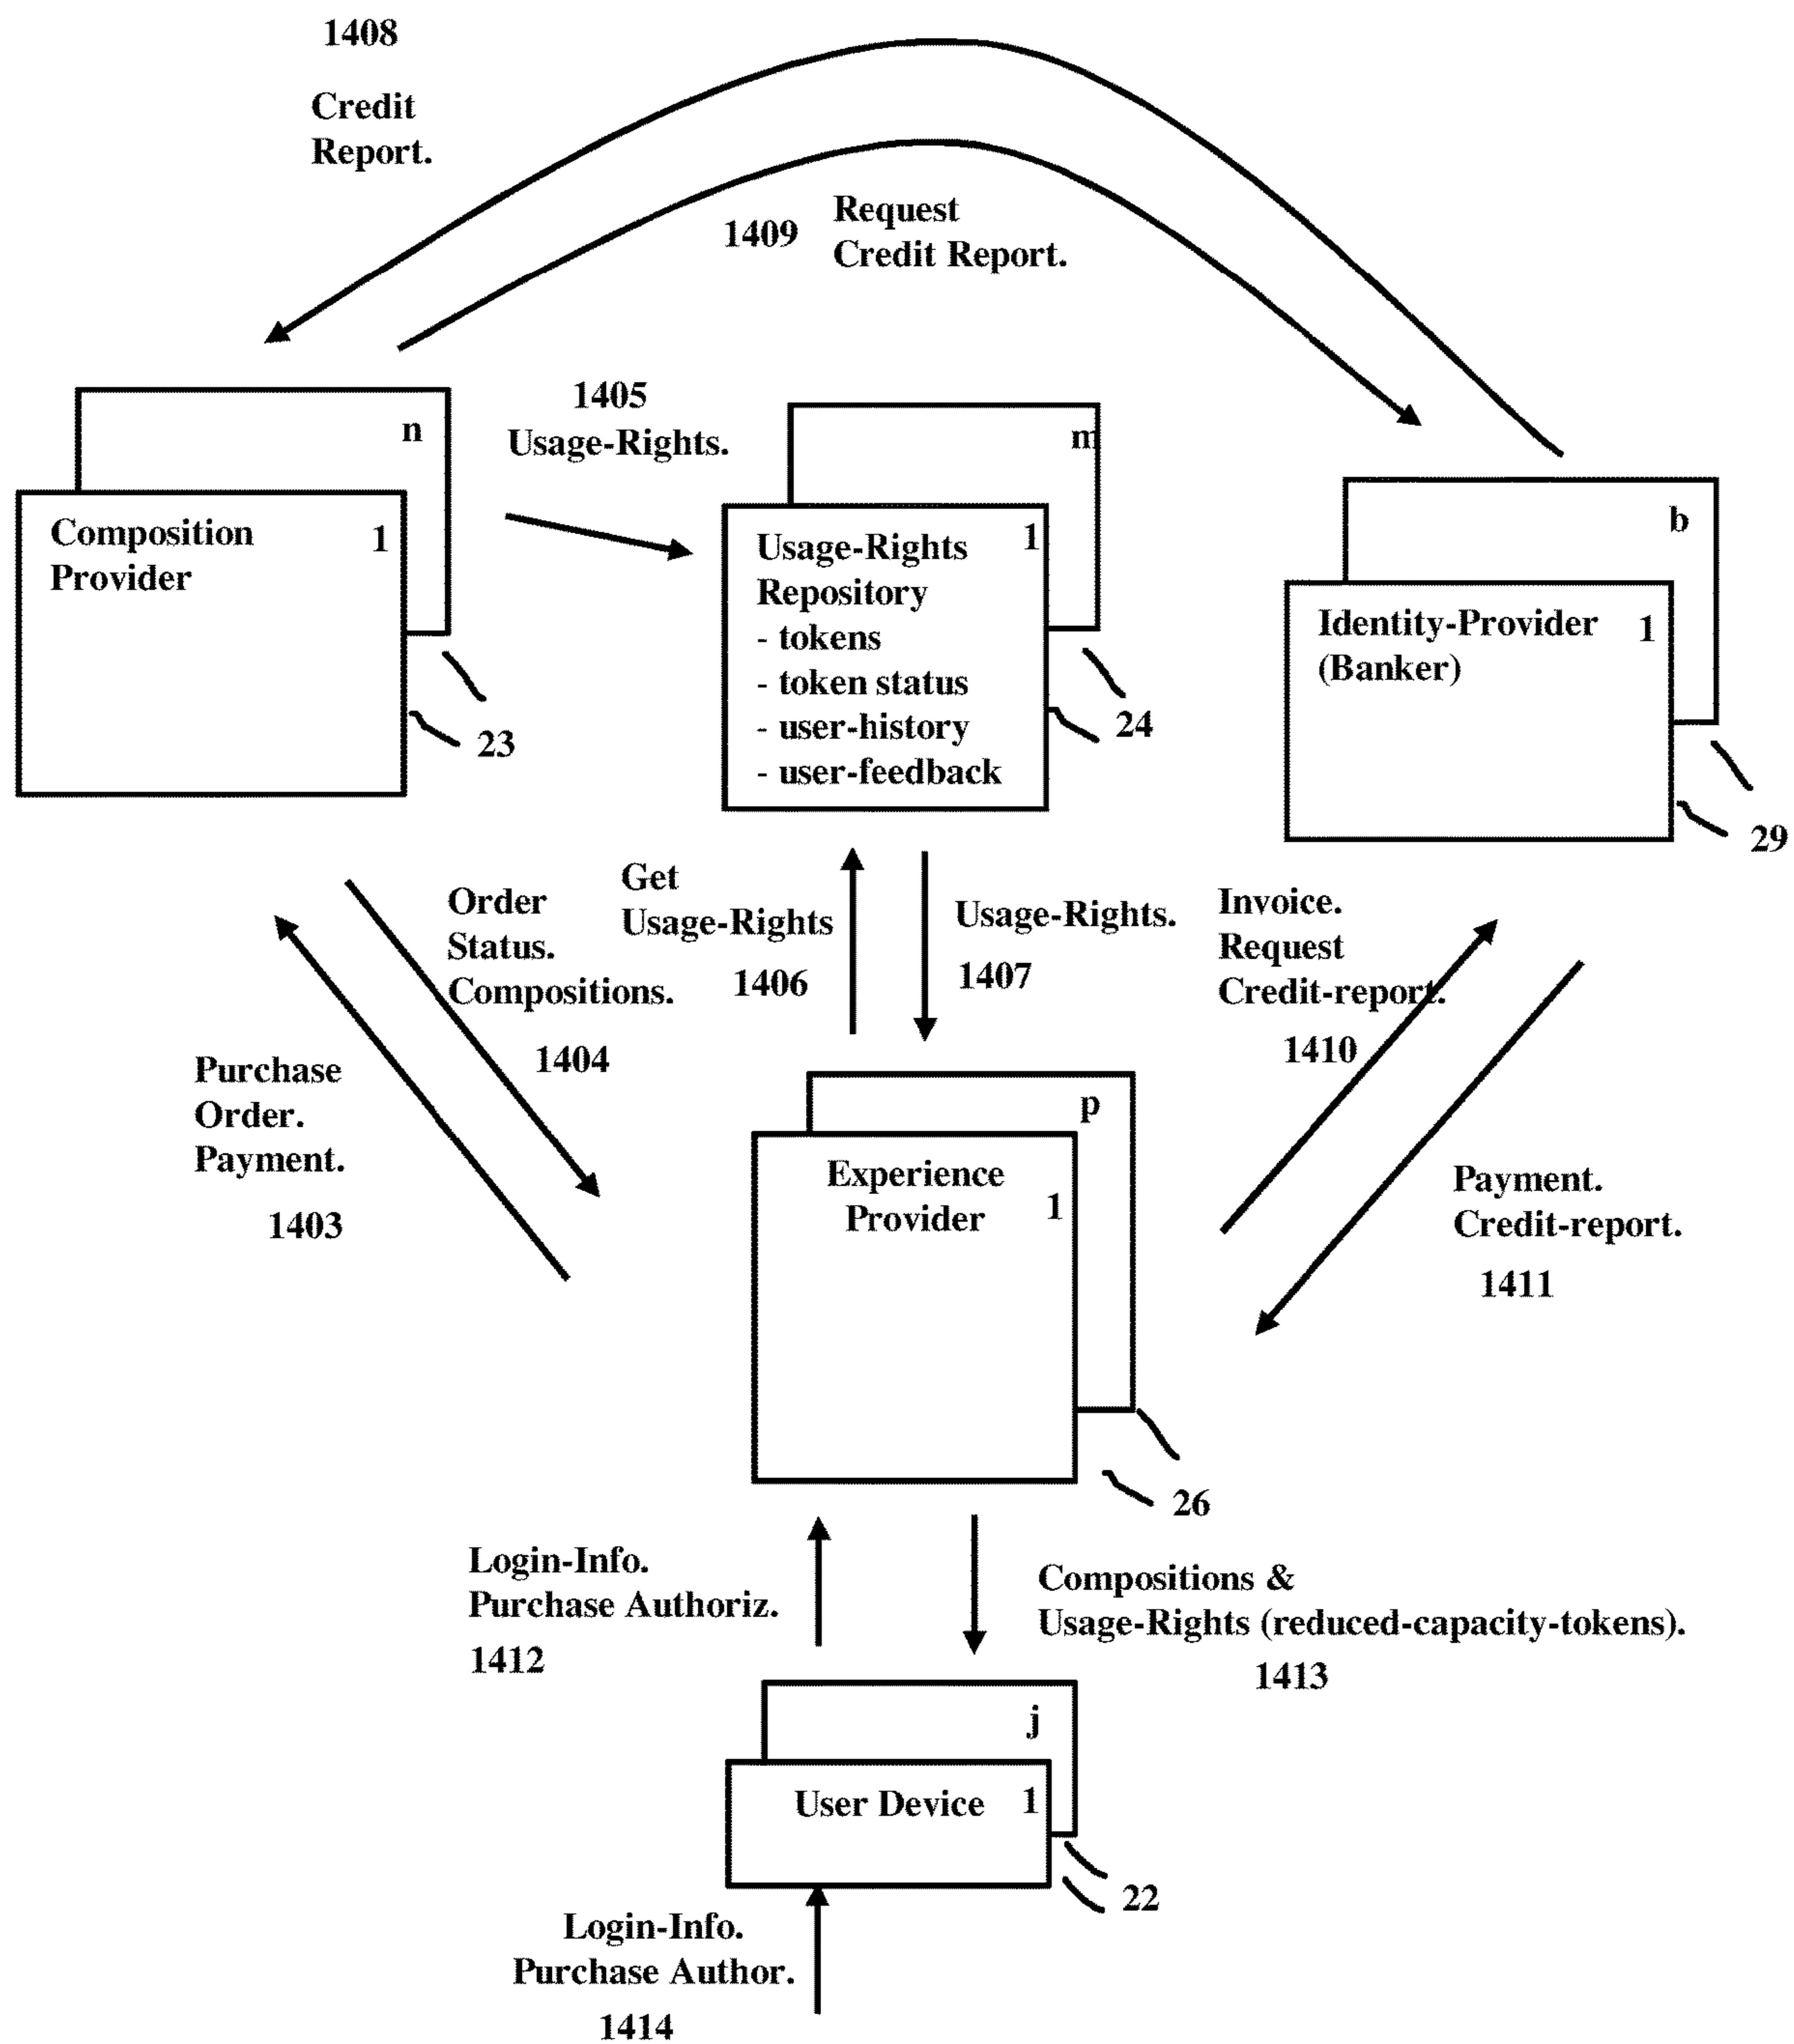 1408
Credit
Report.
1409
Request
Credit Report.
1405
Usage-Rights.
n
Composition
Provider
1
23
m
Usage-Rights
Repository
- tokens
- token status
- user-history
- user-feedback
1
24
b
Identity-Provider
(Banker)
1
29
Order
Status.
Compositions.
1404
Get
Usage-Rights
1406
Usage-Rights.
1407
Invoice.
Request
Credit-report.
1410
Purchase
Order.
Payment.
1403
p
Experience
Provider
1
26
Payment.
Credit-report.
1411
Login-Info.
Purchase Authoriz.
1412
Compositions &
Usage-Rights (reduced-capacity-tokens).
1413
j
User Device
1
22
Login-Info.
Purchase Author.
1414